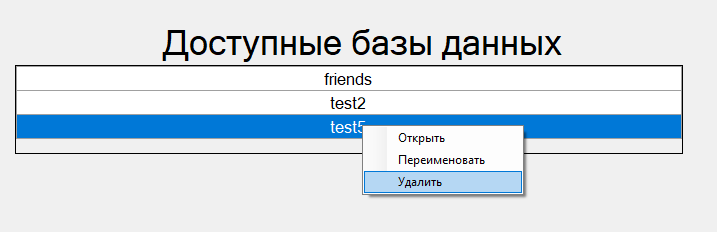 Доступные базы данных
friends
test2
test5
Открыть
Переименовать
Удалить